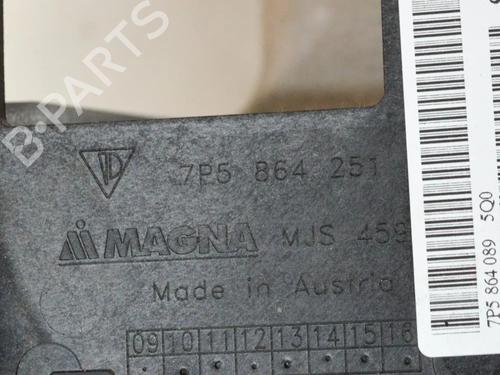 B·PARTS
7P5 864 251
MAGNA MJS 459
Made in Austria
09 10 11 12 13 14 15 16
7P5 864 089 5Q0
H